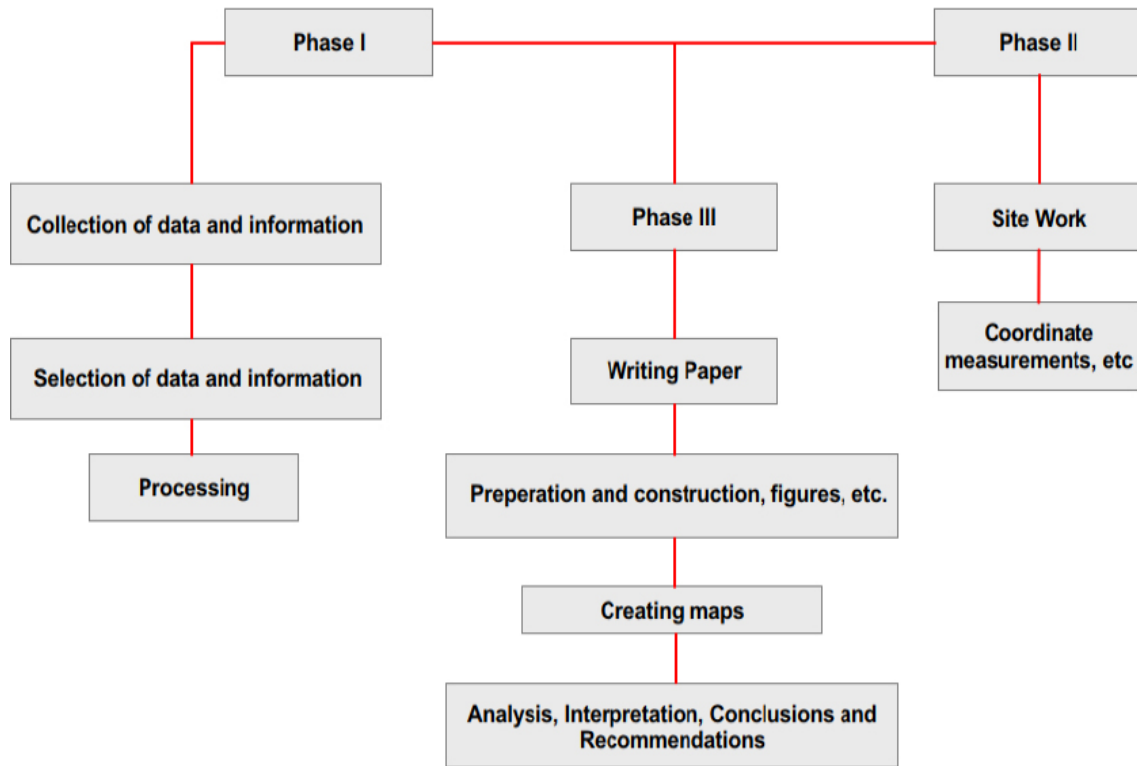 Phase I
Phase II
Collection of data and information
Phase III
Site Work
Selection of data and information
Writing Paper
Coordinate
measurements, etc
Processing
Preperation and construction, figures, etc.
Creating maps
Analysis, Interpretation, Conclusions and
Recommendations